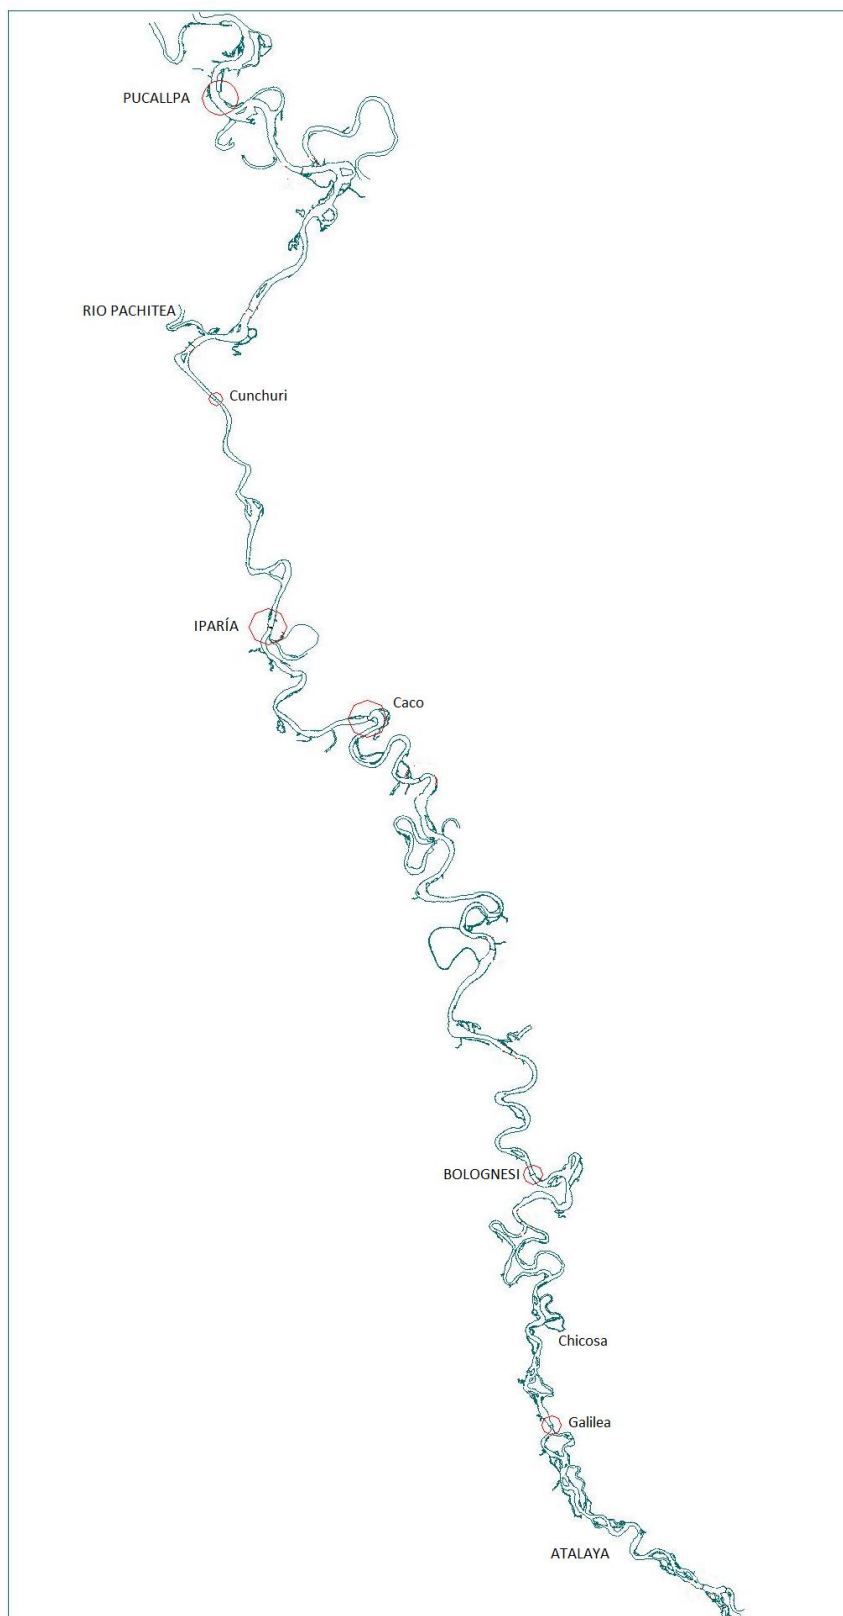 PUCALLPA
RIO PACHITEA
Cunchuri
IPARÍA
Caco
BOLOGNESI
Chicosa
Galilea
ATALAYA